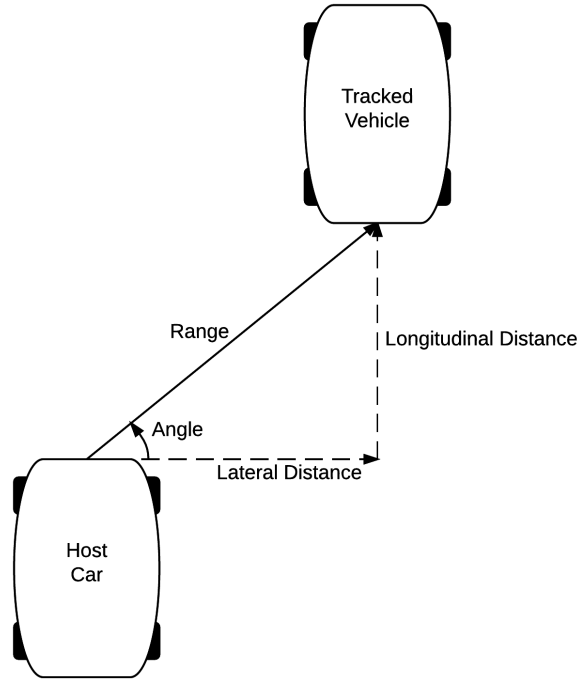 Tracked
Vehicle
Range
Longitudinal Distance
Angle
Lateral Distance
Host
Car